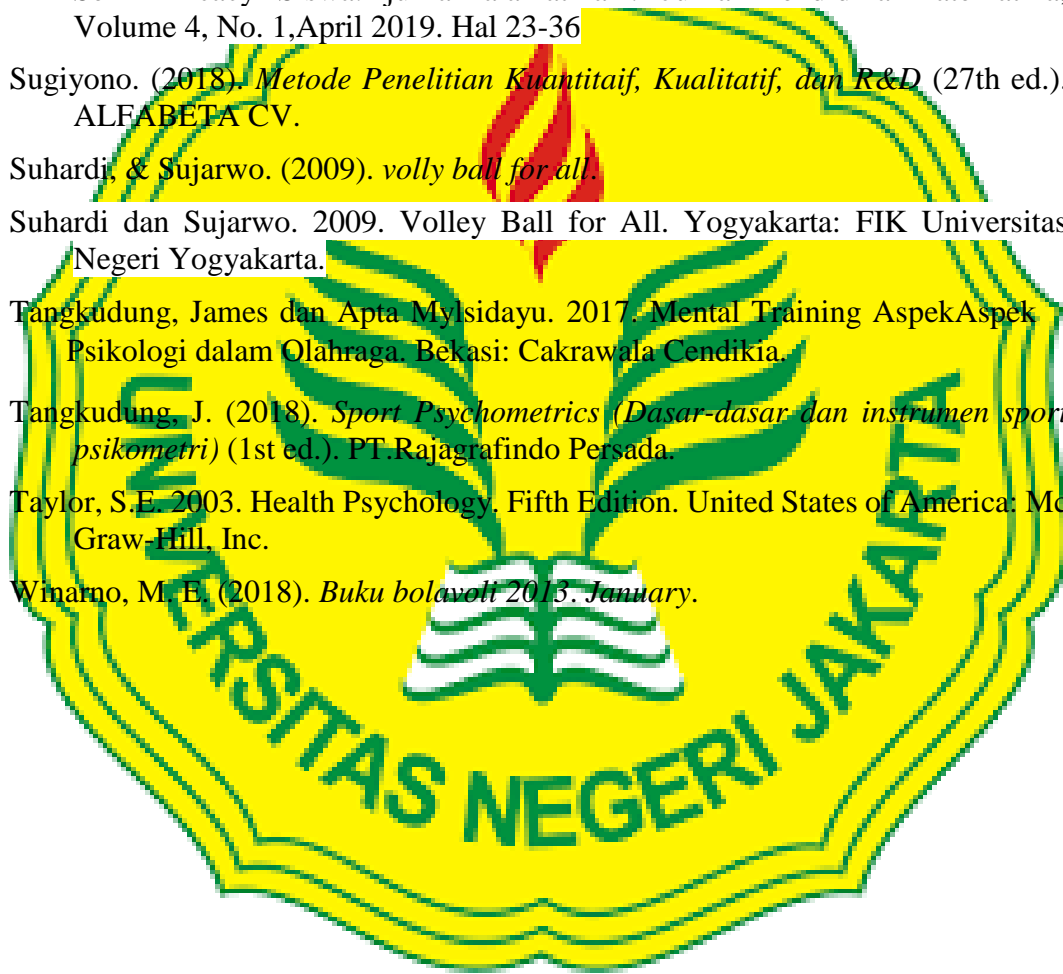 Volume 4, No. 1,April 2019. Hal 23-36
Sugiyono. (2018). Metode Penelitian Kuantitaif, Kualitatif, dan R&D (27th ed.).
ALFABETA CV.
Suhardi, & Sujarwo. (2009). volly ball for all.
Suhardi dan Sujarwo. 2009. Volley Ball for All. Yogyakarta: FIK Universitas
Negeri Yogyakarta.
Tangkudung, James dan Apta Mylsidayu. 2017. Mental Training AspekAspek
Psikologi dalam Olahraga. Bekasi: Cakrawala Cendikia.
Tangkudung, J. (2018). Sport Psychometrics (Dasar-dasar dan instrumen sport
psikometri) (1st ed.). PT.Rajagrafindo Persada.
Taylor, S.E. 2003. Health Psychology. Fifth Edition. United States of America: Mc
Graw-Hill, Inc.
Winarno, M. E. (2018). Buku bolavoli 2013. January.
UNIVERSITAS NEGERI JAKARTA